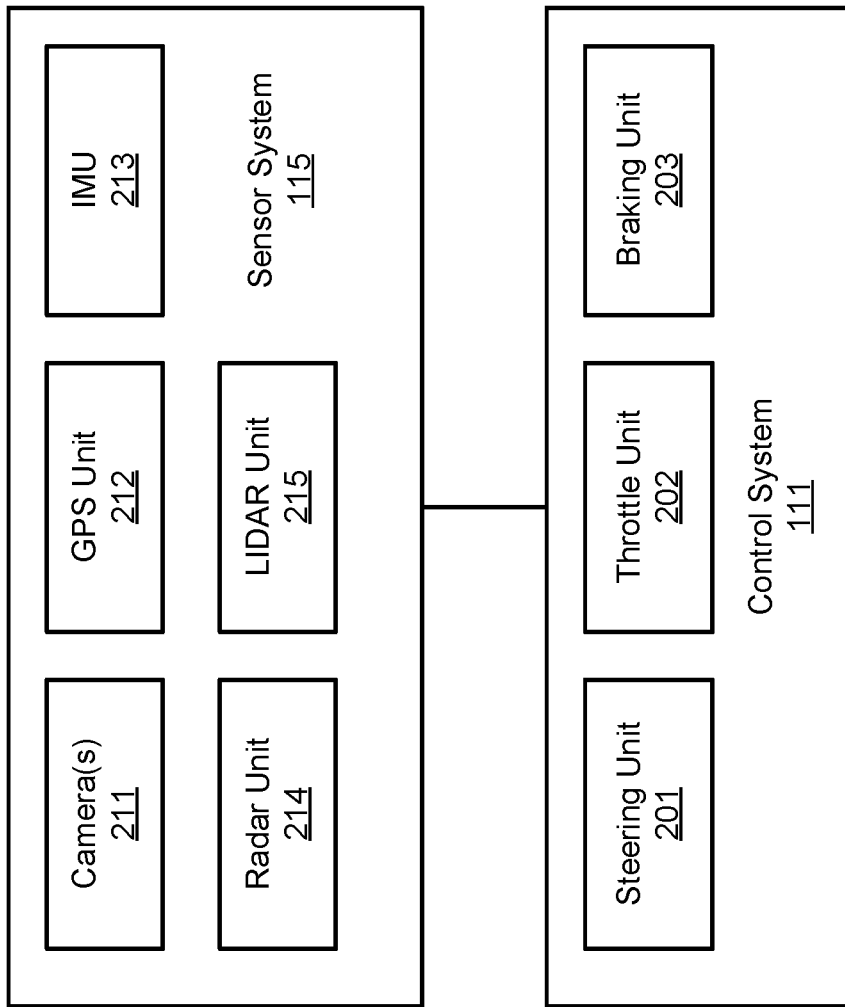 Camera(s)
211
GPS Unit
212
IMU
213
Radar Unit
214
LIDAR Unit
215
Sensor System
115
Steering Unit
201
Throttle Unit
202
Braking Unit
203
Control System
111